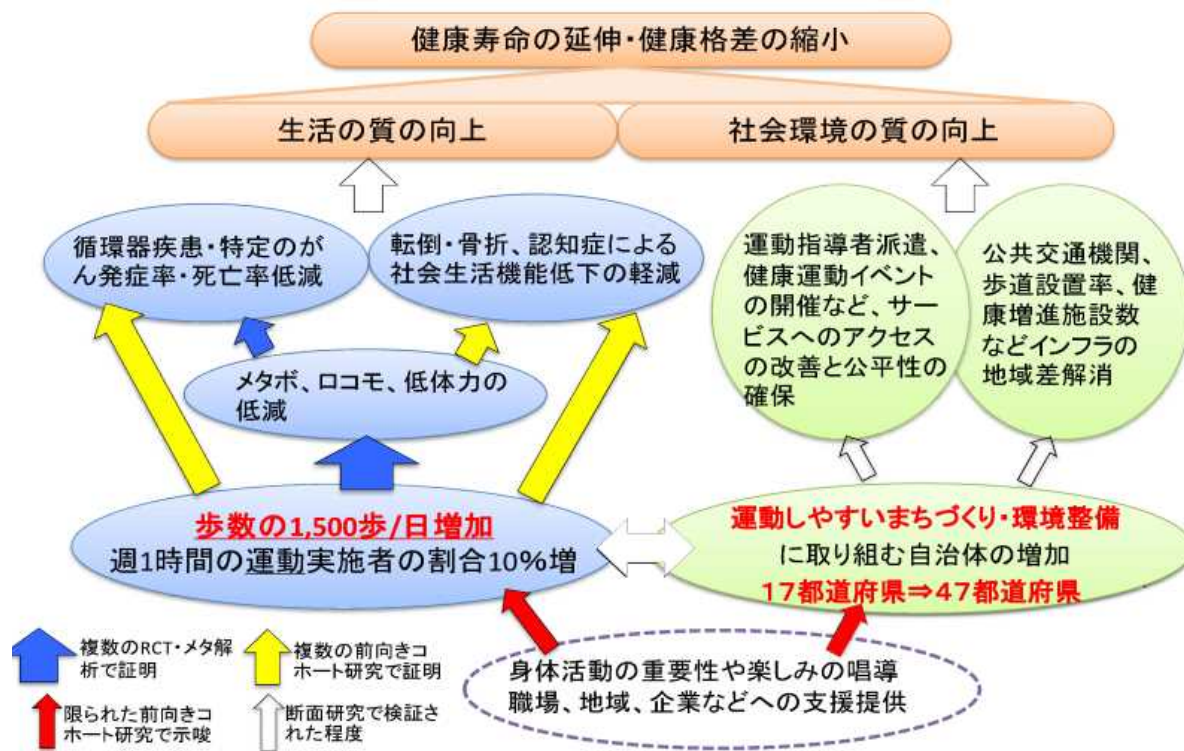 健康寿命の延伸・健康格差の縮小
生活の質の向上
社会環境の質の向上
循環器疾患・特定のが
ん発症率・死亡率低減
転倒・骨折、認知症による
社会生活機能低下の軽減
運動指導者派遣、
健康運動イベント
の開催など、サー
ビスへのアクセス
の改善と公平性の
確保
公共交通機関、
歩道設置率、健
康増進施設数
などインフラの
地域差解消
メタボ、ロコモ、低体力の
低減
歩数の1,500歩/日増加
週1時間の運動実施者の割合10%増
運動しやすいまちづくり・環境整備
に取り組む自治体の増加
17都道府県⇒47都道府県
身体活動の重要性や楽しみの唱導
職場、地域、企業などへの支援提供
複数のRCT・メタ解
析で証明
複数の前向きコ
ホート研究で証明
限られた前向きコ
ホート研究で示唆
断面研究で検証さ
れた程度